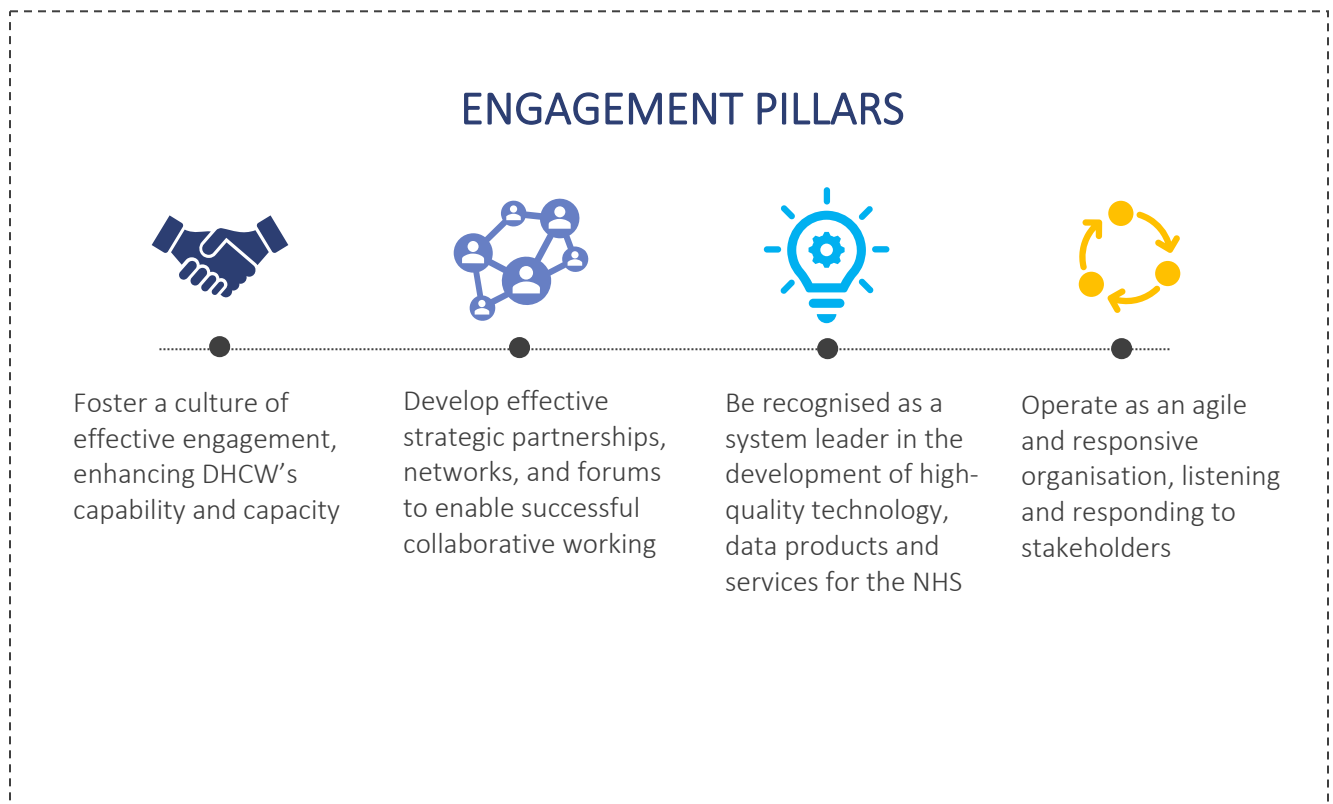 ENGAGEMENT PILLARS
Foster a culture of
effective engagement,
enhancing DHCW’s
capability and capacity
Develop effective
strategic partnerships,
networks, and forums
to enable successful
collaborative working
Be recognised as a
system leader in the
development of high-
quality technology,
data products and
services for the NHS
Operate as an agile
and responsive
organisation, listening
and responding to
stakeholders